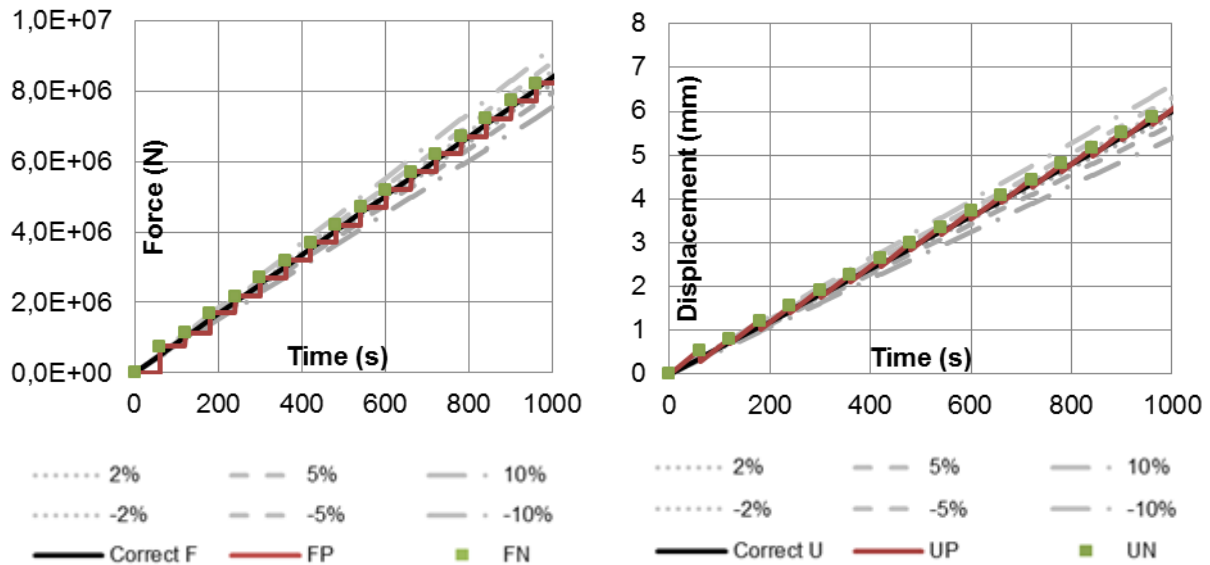 1,0E+07
8,0E+06
6,0E+06
4,0E+06
2,0E+06
0,0E+00
Force (N)
Time (s)
0 200 400 600 800 1000
2% 5% 10%
-2% -5% -10%
Correct F FP FN
8
7
6
5
4
3
2
1
0
Displacement (mm)
Time (s)
0 200 400 600 800 1000
2% 5% 10%
-2% -5% -10%
Correct U UP UN